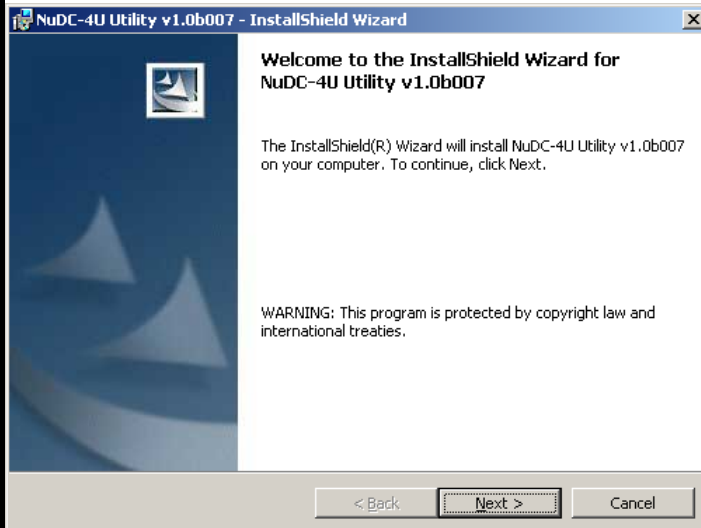 NuDC-4U Utility v1.0b007 - InstallShield Wizard
Welcome to the InstallShield Wizard for
NuDC-4U Utility v1.0b007
The InstallShield(R) Wizard will install NuDC-4U Utility v1.0b007
on your computer. To continue, click Next.
WARNING: This program is protected by copyright law and
international treaties.
< Back
Next >
Cancel